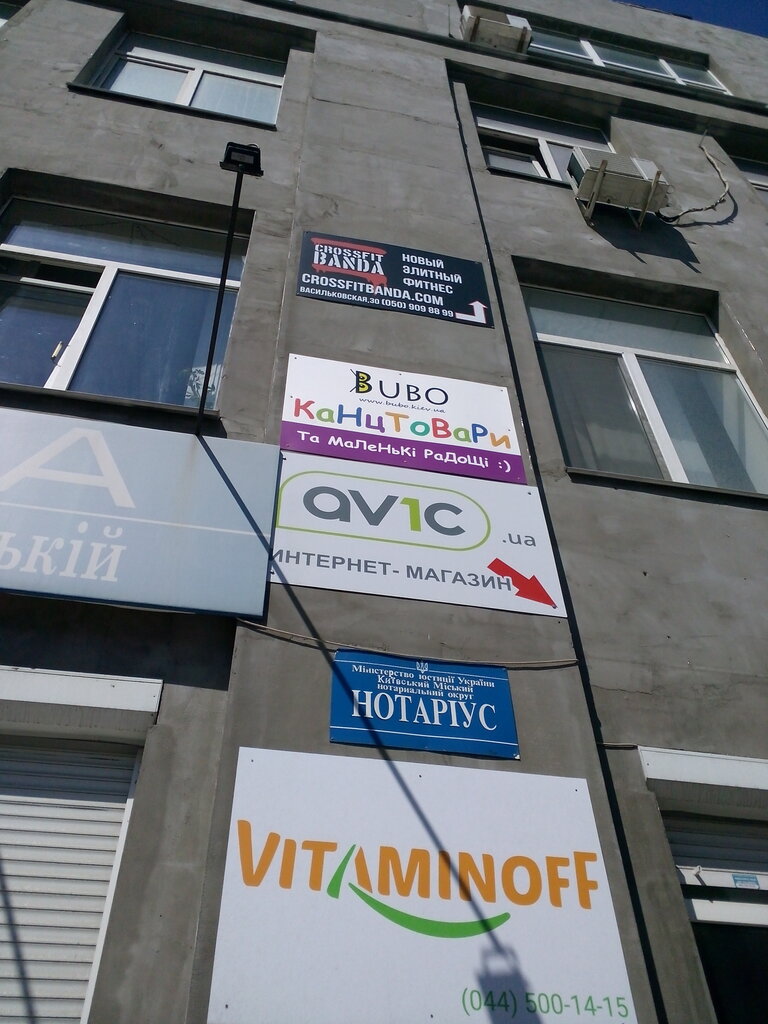 CROSSFIT
BANDA
НОВЫЙ
ЭЛИТНЫЙ
ФИТНЕС
CROSSFITBANDA.COM
ВАСИЛЬКОВСКАЯ,30 (050) 909 88 99
BUBO
www.bubo.kiev.ua
КаНцТоВаРи
Та МаЛеНьКі РаДоЩі :)
av1c
.ua
ИНТЕРНЕТ- МАГАЗИН
Міністерство юстиції України
Київський Міський
нотаріальний округ
НОТАРІУС
VITAMINOFF
(044) 500-14-15